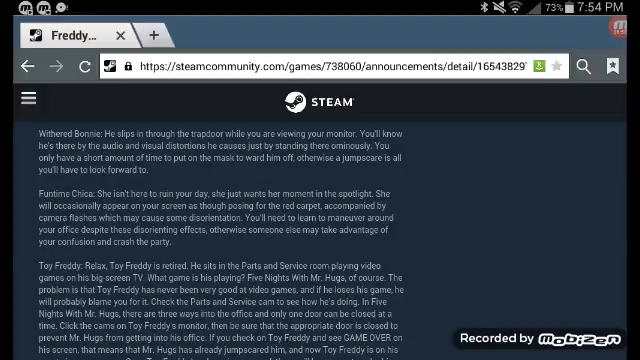 73% 7:54 PM
Freddy...
https://steamcommunity.com/games/738060/announcements/detail/16543829
STEAM
Withered Bonnie: He slips in through the trapdoor while you are viewing your monitor. You'll know
he's there by the audio and visual distortions he causes just by standing there ominously. You
only have a short amount of time to put on the mask to ward him off, otherwise a jumpscare is all
you'll have to look forward to.
Funtime Chica: She isn't here to ruin your day, she just wants her moment in the spotlight. She
will occasionally appear on your screen as though posing for the red carpet, accompanied by
camera flashes which may cause some disorientation. You'll need to learn to maneuver around
your office despite these disorienting effects, otherwise someone else may take advantage of
your confusion and crash the party.
Toy Freddy: Relax, Toy Freddy is retired. He sits in the Parts and Service room playing video
games on his big-screen TV. What game is his playing? Five Nights With Mr. Hugs, of course. The
problem is that Toy Freddy has never been very good at video games, and if he loses his game, he
will probably blame you for it. Check the Parts and Service cam to see how he's doing. In Five
Nights With Mr. Hugs, there are three ways into the office and only one door can be closed at a
time. Click the cams on Toy Freddy's monitor, then be sure that the appropriate door is closed to
prevent Mr. Hugs from getting into his office. If you check on Toy Freddy and see GAME OVER on
his screen, that means that Mr. Hugs has already jumpscared him, and now Toy Freddy is on his
Recorded by MOBIZEN